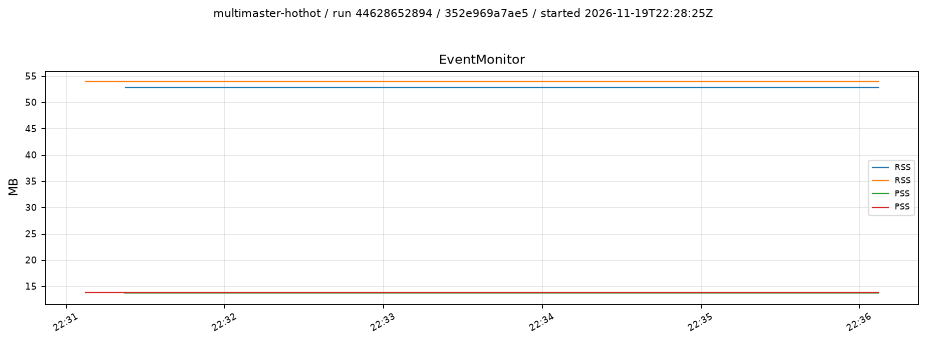 multimaster-hothot / run 44628652894 / 352e969a7ae5 / started 2026-11-19T22:28:25Z
EventMonitor
55
50
45
40
35
30
25
20
15
MB
RSS
RSS
PSS
PSS
22:31
22:32
22:33
22:34
22:35
22:36